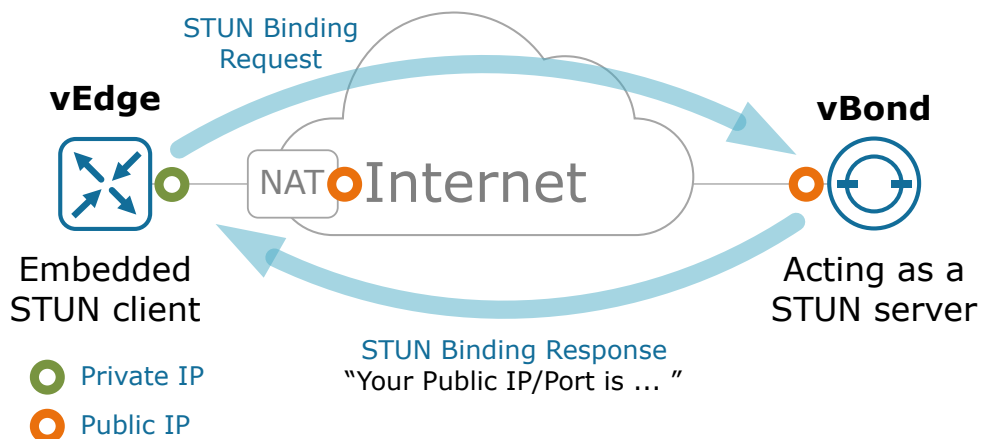 STUN Binding
Request
vEdge
vBond
NAT
Internet
Embedded
STUN client
Acting as a
STUN server
STUN Binding Response
“Your Public IP/Port is ... ”
Private IP
Public IP